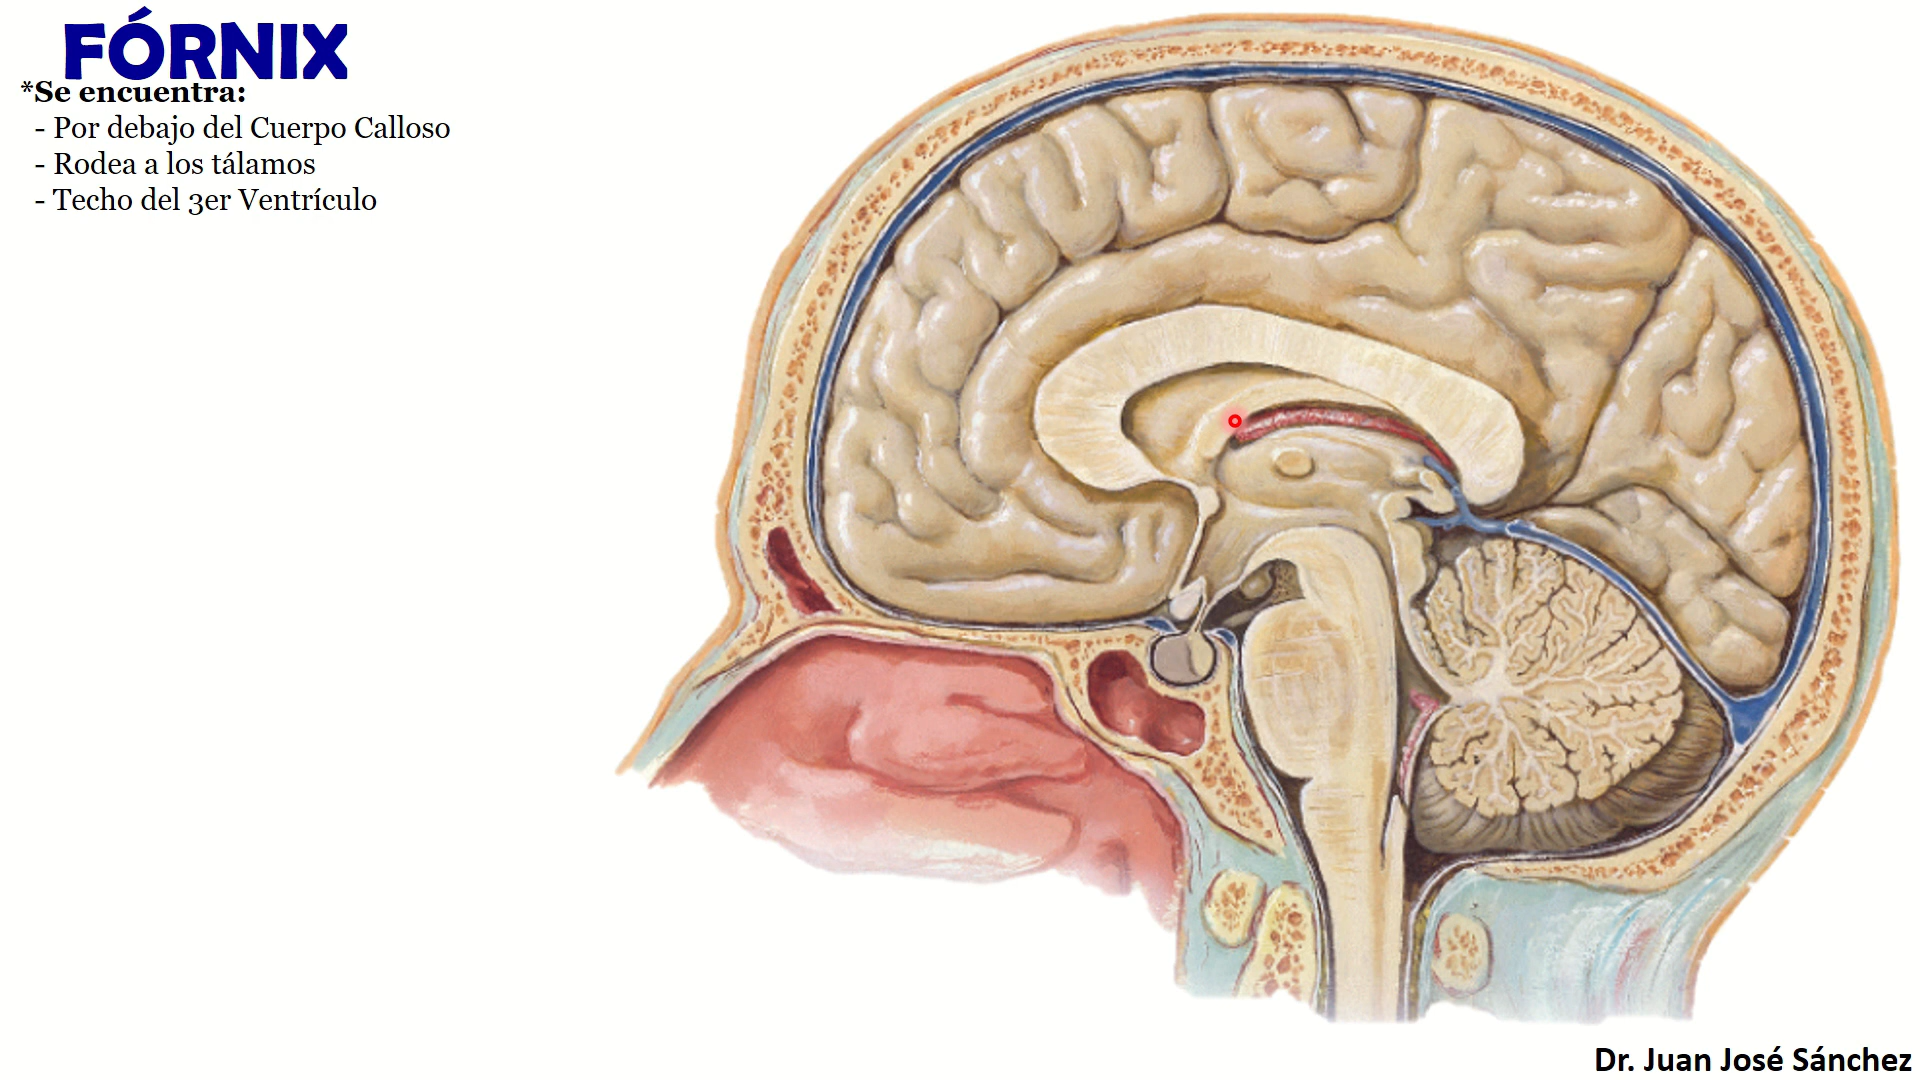 FÓRNIX
*Se encuentra:
- Por debajo del Cuerpo Calloso
- Rodea a los tálamos
- Techo del 3er Ventrículo
Dr. Juan José Sánchez